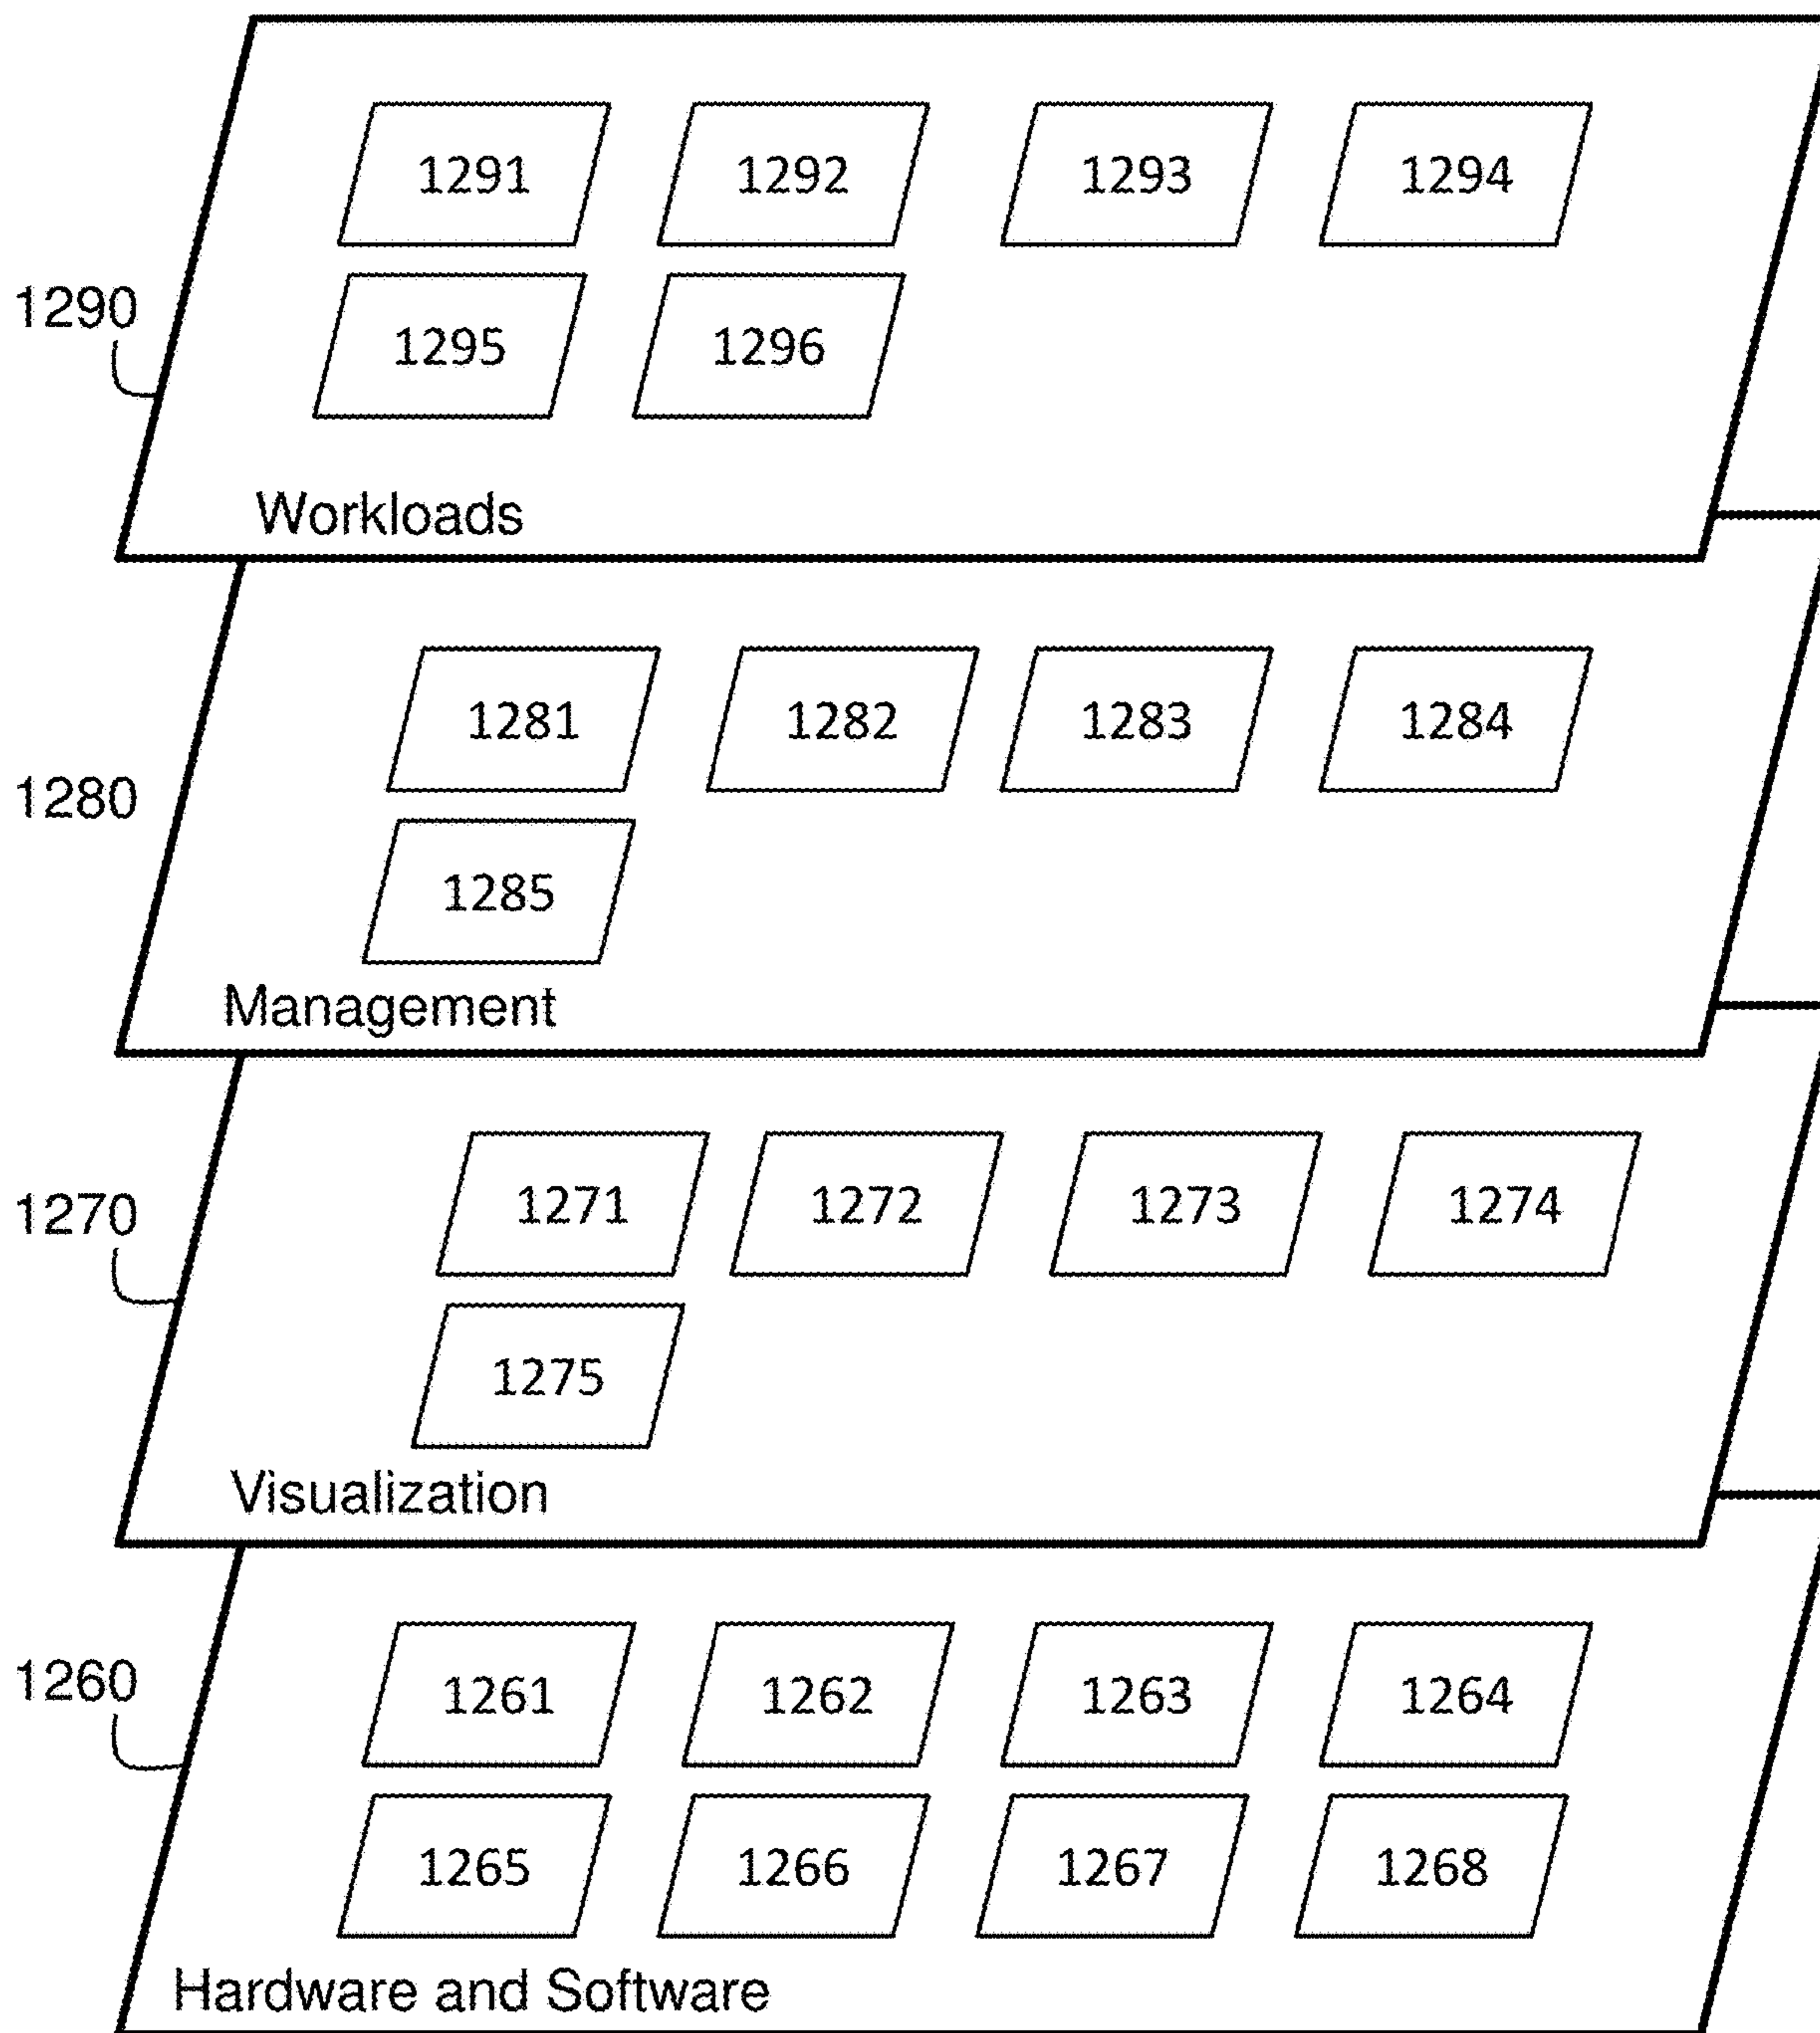 1291 1292 1293 1294
1290
1295 1296
Workloads
1281 1282 1283 1284
1280
1285
Management
1271 1272 1273 1274
1270
1275
Visualization
1260
1261 1262 1263 1264
1265 1266 1267 1268
Hardware and Software